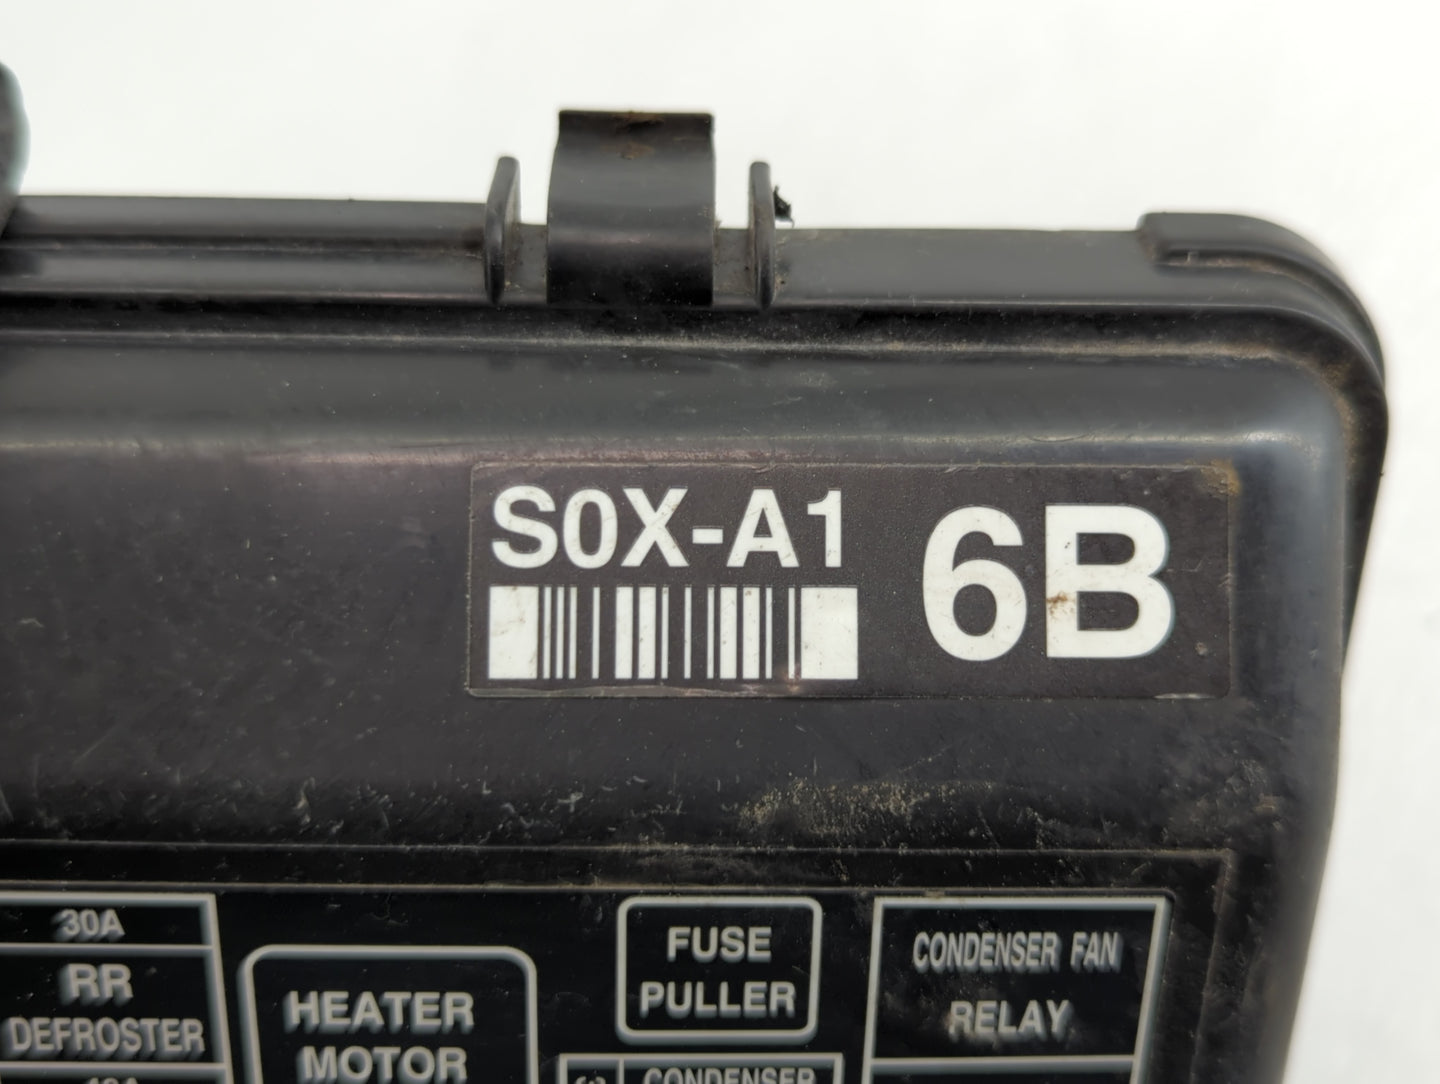 S0X-A1
6B
30A
RR
DEFROSTER
HEATER
MOTOR
FUSE
PULLER
CONDENSER FAN
RELAY
CONDENSER